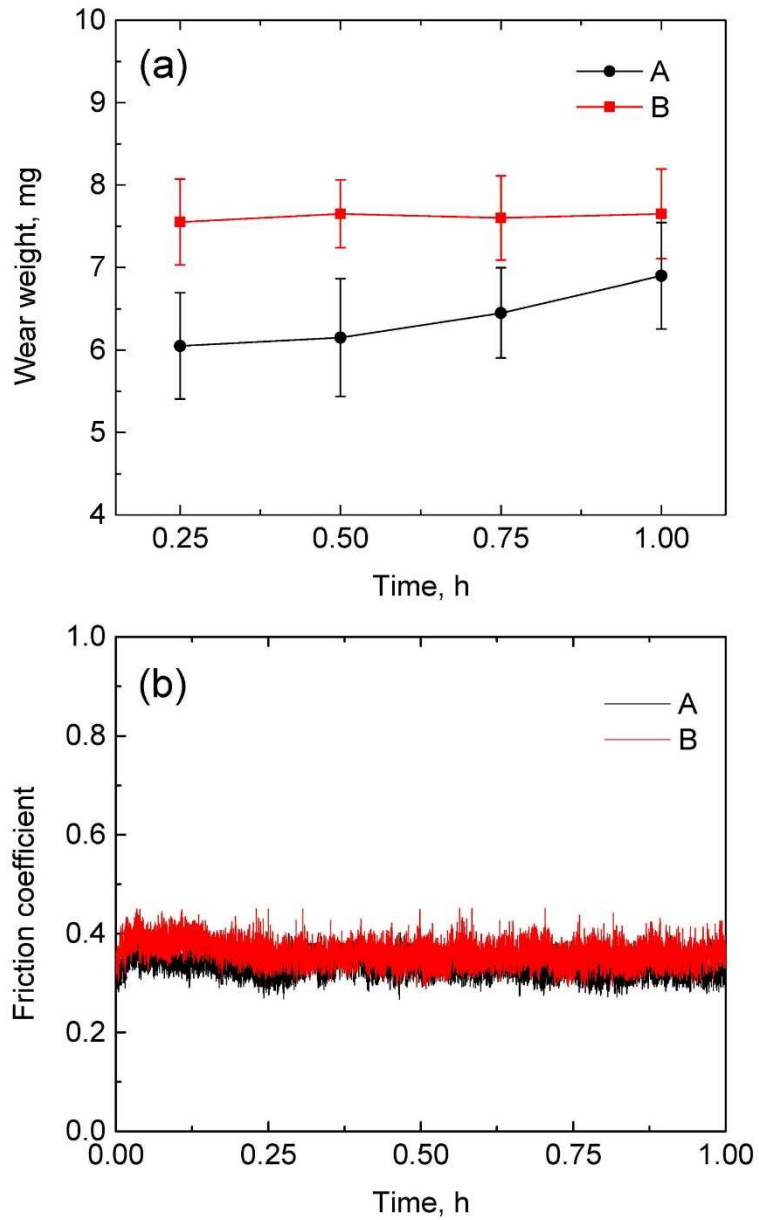 (a)
A
B
Wear weight, mg
10
9
8
7
6
5
4
0.25 0.50 0.75 1.00
Time, h
(b)
A
B
Friction coefficient
1.0
0.8
0.6
0.4
0.2
0.0
0.00 0.25 0.50 0.75 1.00
Time, h